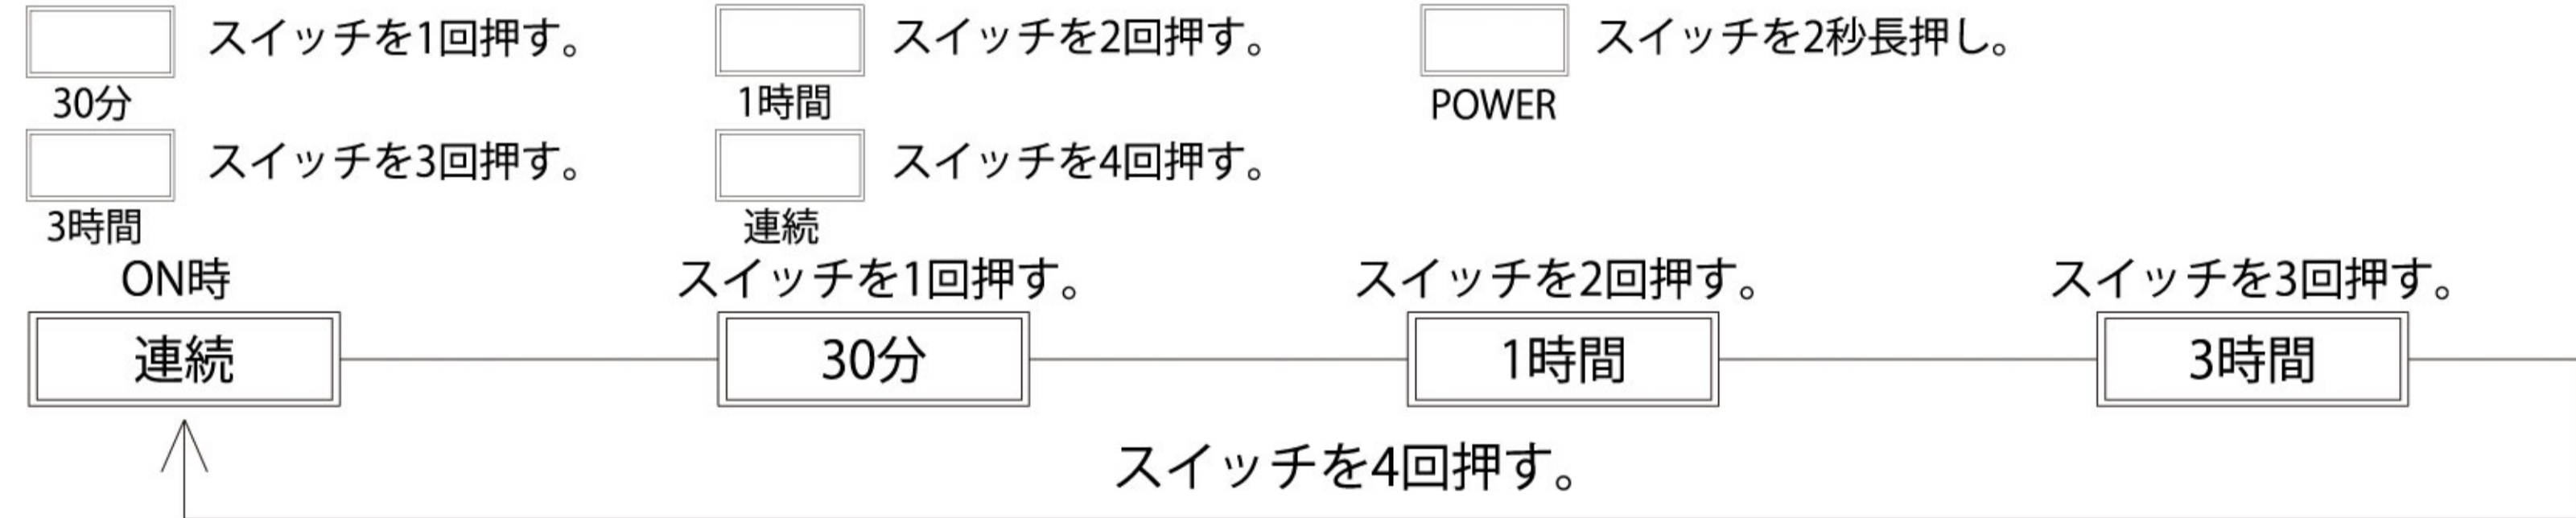 スイッチを1回押す。 スイッチを2回押す。 スイッチを2秒長押し。
30分 1時間 POWER
スイッチを3回押す。 スイッチを4回押す。
3時間 連続
ON時 スイッチを1回押す。 スイッチを2回押す。 スイッチを3回押す。
連続 30分 1時間 3時間
スイッチを4回押す。